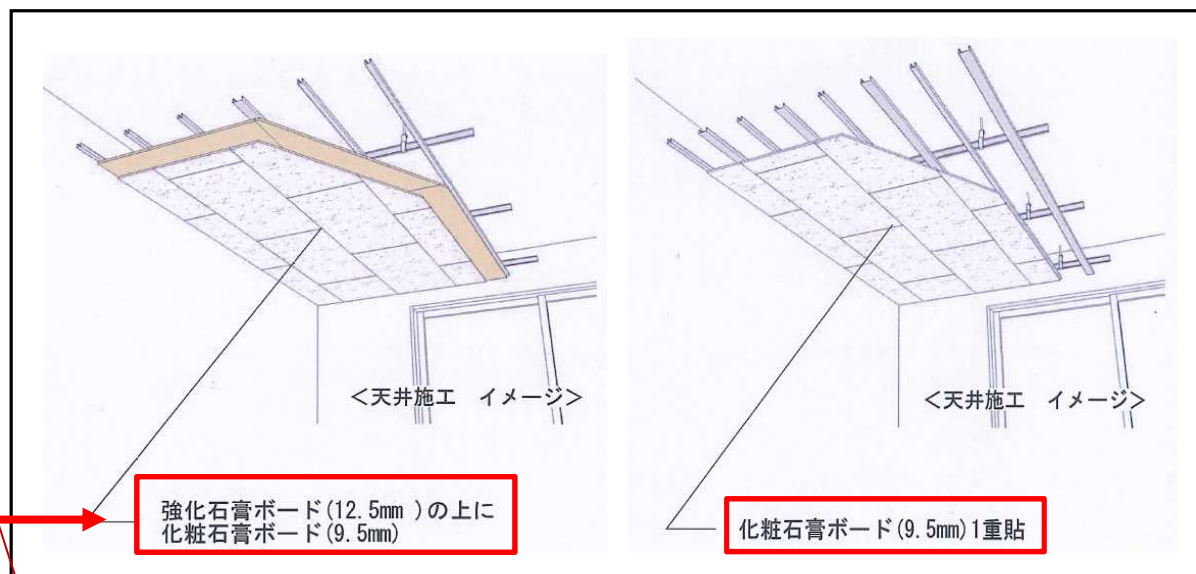 <天井施工　イメージ>
強化石膏ボード(12.5mm )の上に
化粧石膏ボード(9.5mm)
<天井施工　イメージ>
化粧石膏ボード(9.5mm)1重貼